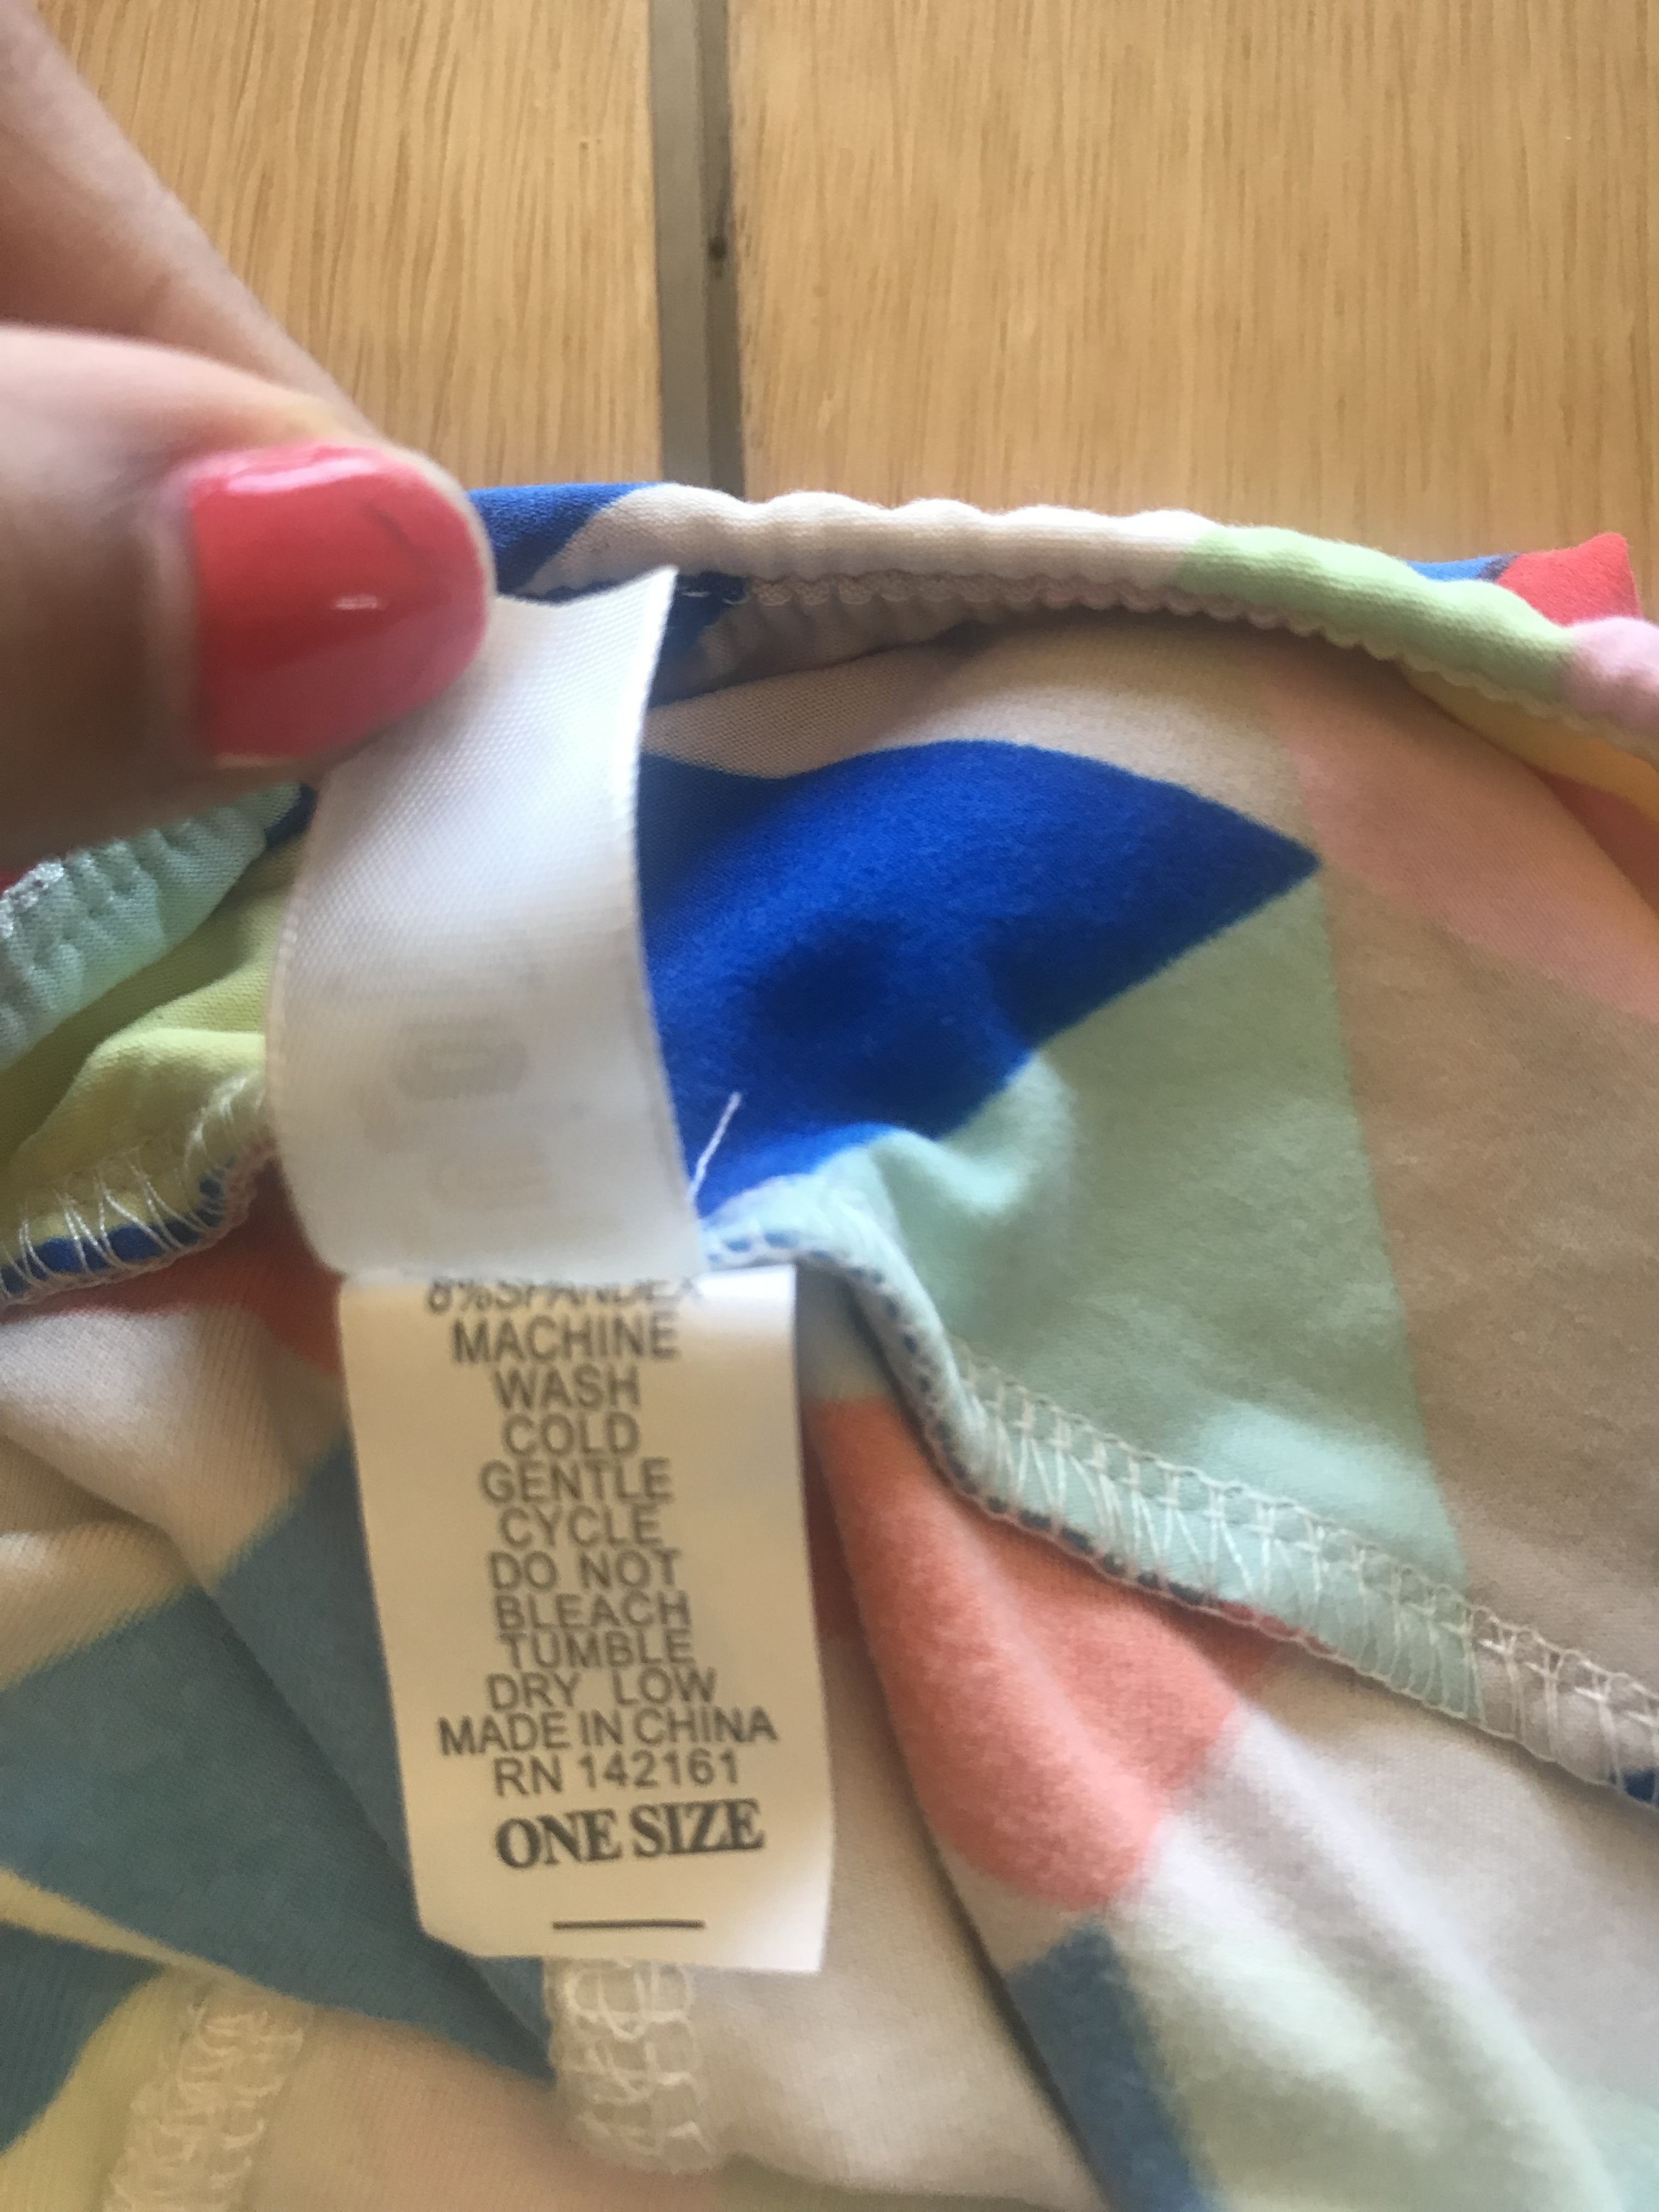 8%SPANDEX
MACHINE
WASH
COLD
GENTLE
CYCLE
DO NOT
BLEACH
TUMBLE
DRY LOW
MADE IN CHINA
RN 142161
ONE SIZE